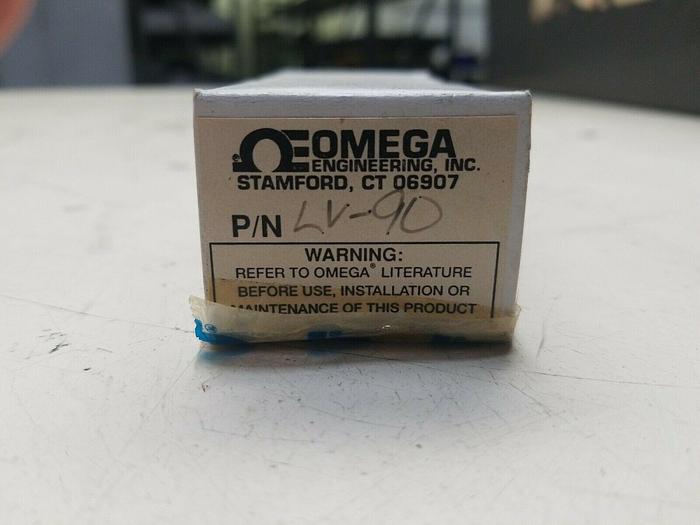 OMEGA
ENGINEERING, INC.
STAMFORD, CT 06907
P/N LV-90
WARNING:
REFER TO OMEGA® LITERATURE
BEFORE USE, INSTALLATION OR
MAINTENANCE OF THIS PRODUCT